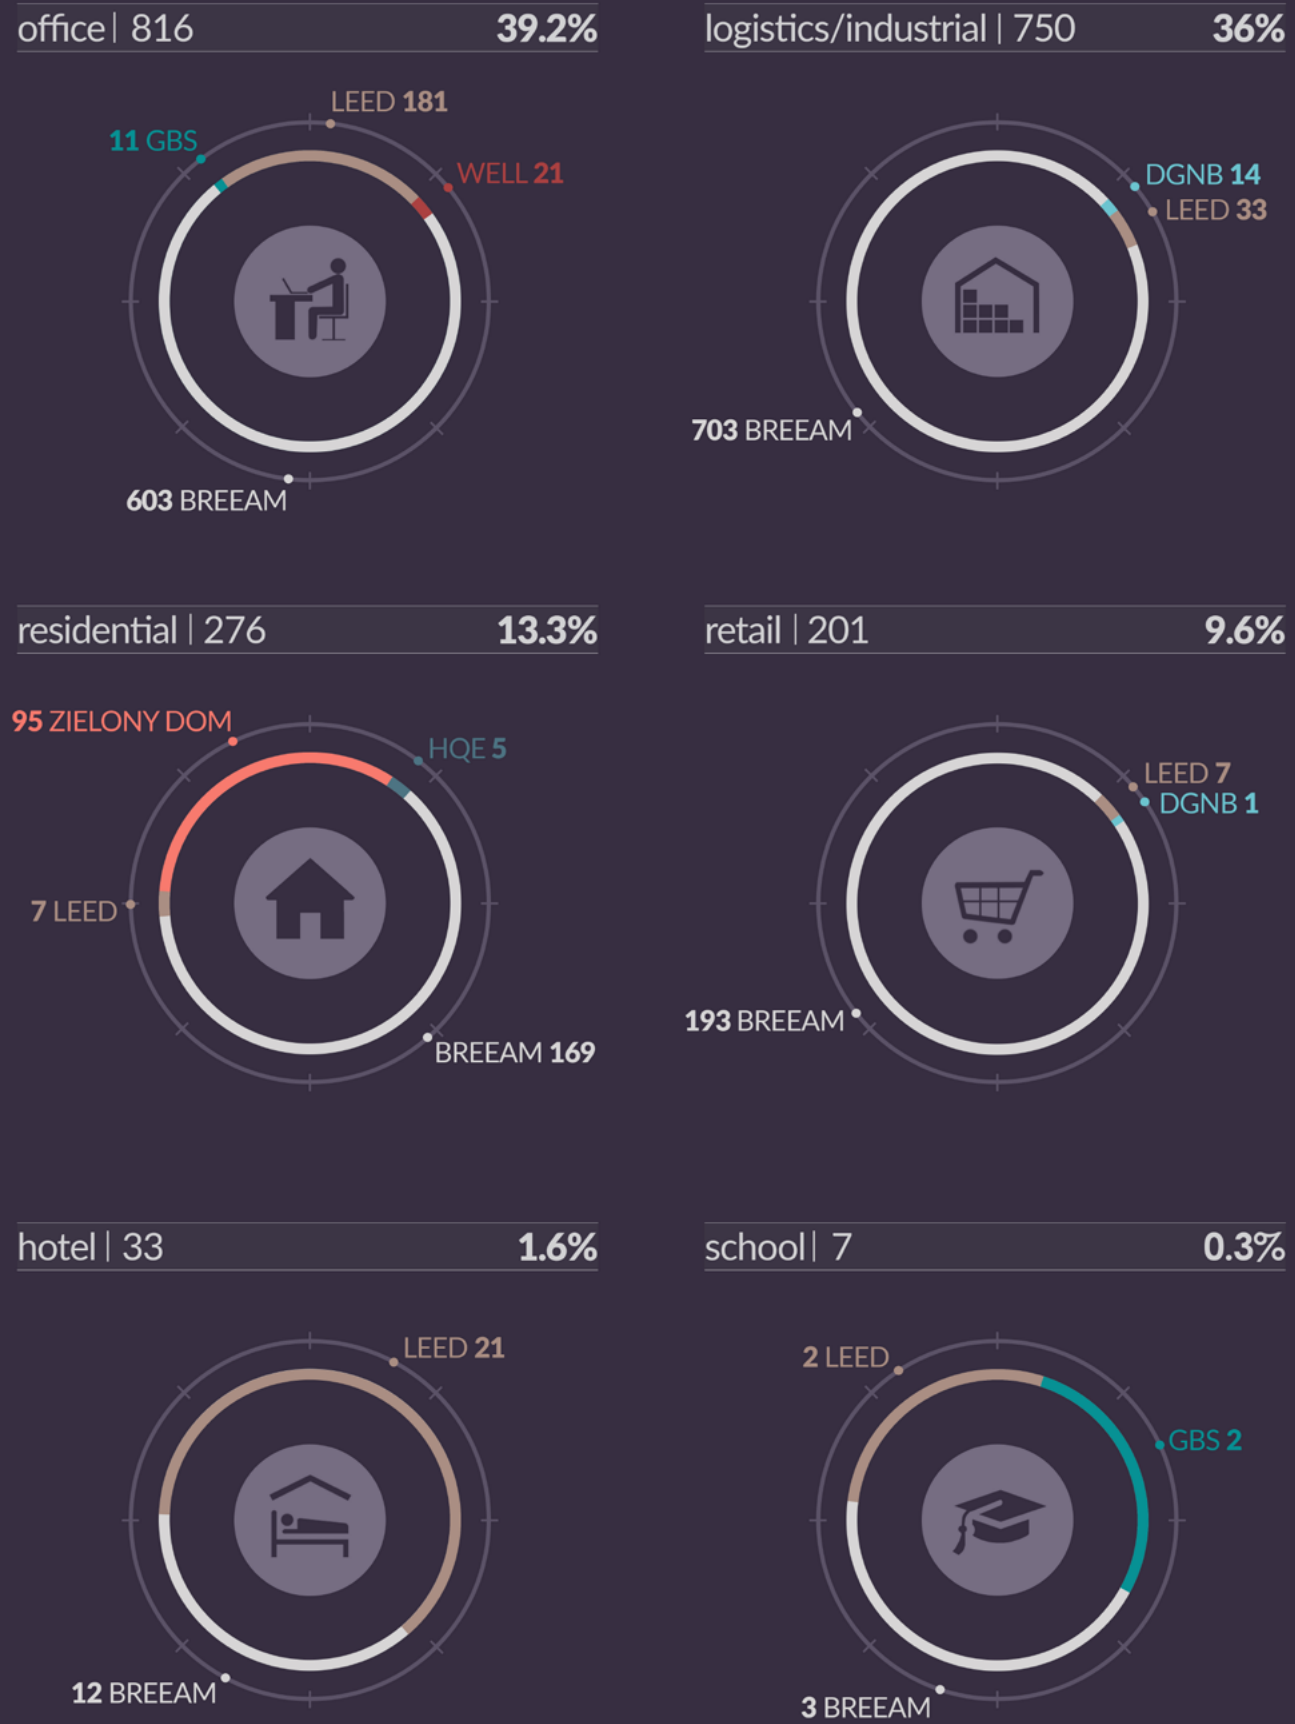 office | 816 39.2%
LEED 181
11 GBS
WELL 21
603 BREEAM
logistics/industrial | 750 36%
DGNB 14
LEED 33
703 BREEAM
residential | 276 13.3%
95 ZIELONY DOM
HQE 5
7 LEED
BREEAM 169
retail | 201 9.6%
LEED 7
DGNB 1
193 BREEAM
hotel | 33 1.6%
LEED 21
12 BREEAM
school | 7 0.3%
2 LEED
GBS 2
3 BREEAM